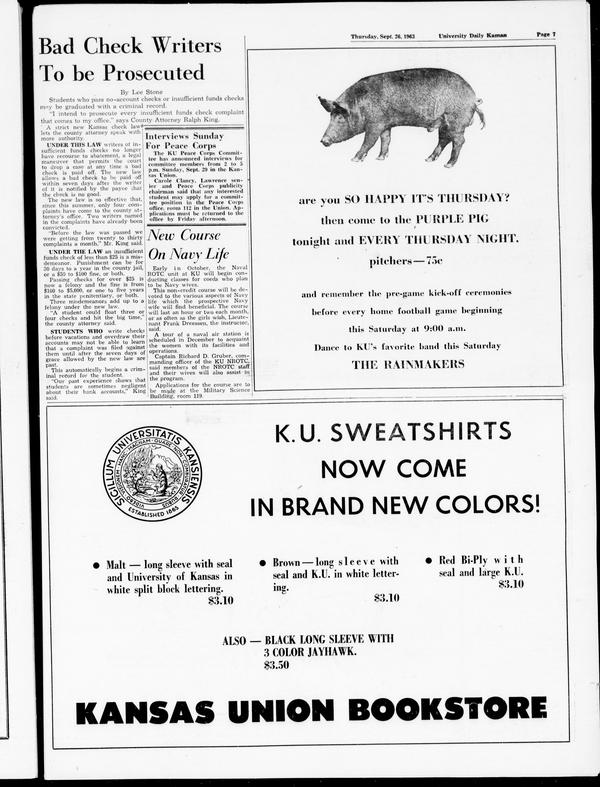 Thursday, Sept. 26, 1963 University Daily Kansan Page 7
Bad Check Writers
To be Prosecuted
By Lee Stone
Students who pass no-account checks or insufficient funds checks
may be graduated with a criminal record.
"I intend to prosecute every insufficient funds check complaint
that comes to my office," says County Attorney Ralph King.
A strict new Kansas check law
lets the county attorney speak with
more authority.
UNDER THIS LAW writers of in-
sufficient funds checks no longer
have recourse to abatement, a legal
maneuver that permits the court
to drop a case at any time a bad
check is paid off. The new law
allows a bad check to be paid off
within seven days after the writer
of it is notified by the payee that
the check is no good.
The new law is so effective that,
since this summer, only four com-
plaints have come to the county at-
torney's office. Two writers named
in the complaints have already been
convicted.
"Before the law was passed we
were getting from twenty to thirty
complaints a month," Mr. King said.
UNDER THE LAW an insufficient
funds check of less than $25 is a mis-
demeanor. Punishment can be for
30 days to a year in the county jail,
or a $50 to $100 fine, or both.
Passing checks for over $25 is
now a felony and the fine is from
$100 to $5,000, or one to five years
in the state penitentiary, or both.
Three misdemeanors add up to a
felony under the new law.
"A student could float three or
four checks and hit the big time,"
the county attorney said.
STUDENTS WHO write checks
before vacations and overdraw their
accounts may not be able to learn
that a complaint was filed against
them until after the seven days of
grace allowed by the new law are
past.
This automatically begins a crim-
inal record for the student.
"Our past experience shows that
students are sometimes negligent
about their bank accounts," King
said.
Interviews Sunday
For Peace Corps
The KU Peace Corps Commit-
tee has announced interviews for
committee members from 2 to 5
p.m. Sunday, Sept. 29 in the Kan-
sas Union.
Carole Clancy, Lawrence sen-
ior and Peace Corps publicity
chairman said that any interested
student may apply for a commit-
tee position to the Peace Corps
office, room 112 in the Union. Ap-
plications must be returned to the
office by Friday afternoon.
New Course
On Navy Life
Early in October, the Naval
ROTC unit at KU will begin con-
ducting classes for coeds who plan
to be Navy wives.
This non-credit course will be de-
voted to the various aspects of Navy
life which the prospective Navy
wife will find beneficial. The course
will last an hour or two each month,
or as often as the girls wish, Lieute-
nant Frank Dreessen, the instructor,
said.
A tour of a naval air station is
scheduled in December to acquaint
the women with its facilities and
operations.
Captain Richard D. Gruber, com-
manding officer of the KU NROTC,
said members of the NROTC staff
and their wives will also assist in
the program.
Applications for the course are to
be made at the Military Science
Building, room 119.
are you SO HAPPY IT'S THURSDAY?
then come to the PURPLE PIG
tonight and EVERY THURSDAY NIGHT.
pitchers — 75c
and remember the pre-game kick-off ceremonies
before every home football game beginning
this Saturday at 9:00 a.m.
Dance to KU's favorite band this Saturday
THE RAINMAKERS
SIGILLUM UNIVERSITATIS KANSIENSIS
ESTABLISHED 1865
K.U. SWEATSHIRTS
NOW COME
IN BRAND NEW COLORS!
• Malt — long sleeve with seal
and University of Kansas in
white split block lettering.
$3.10
• Brown — long sleeve with
seal and K.U. in white letter-
ing.
$3.10
• Red Bi-Ply with
seal and large K.U.
$3.10
ALSO — BLACK LONG SLEEVE WITH
3 COLOR JAYHAWK.
$3.50
KANSAS UNION BOOKSTORE